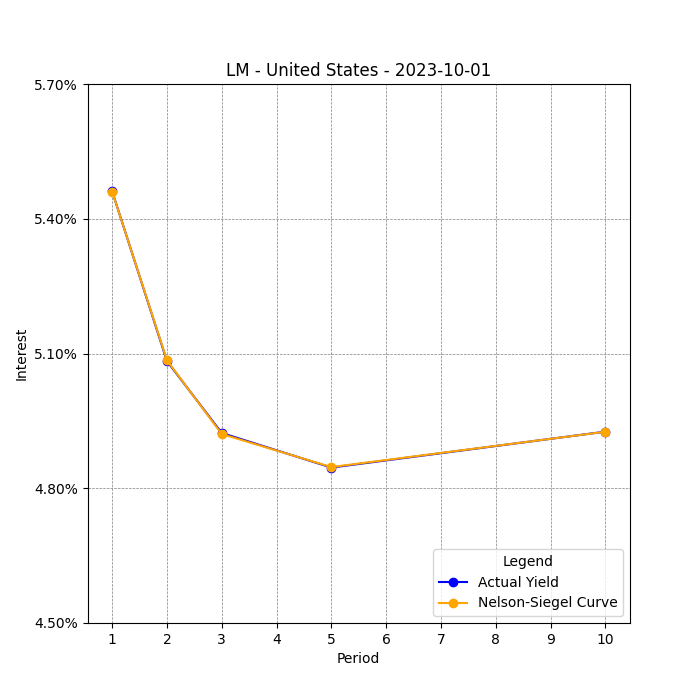 LM - United States - 2023-10-01
5.70%
5.40%
5.10%
4.80%
4.50%
Interest
1 2 3 4 5 6 7 8 9 10
Period
Legend
Actual Yield
Nelson-Siegel Curve